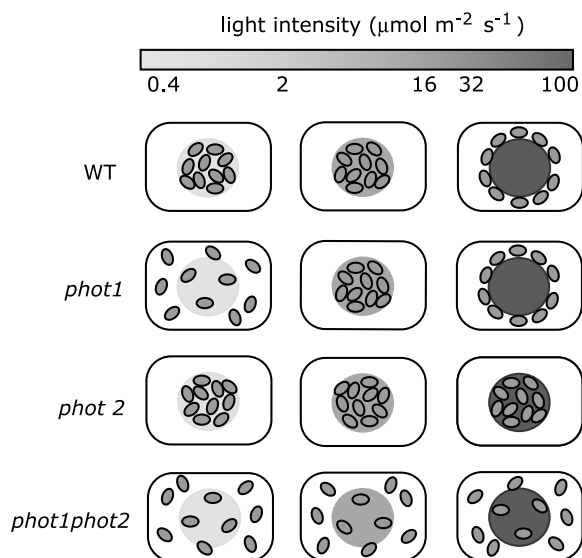 light intensity (μmol m⁻² s⁻¹)
0.4 2 16 32 100
WT
phot1
phot 2
phot1phot2